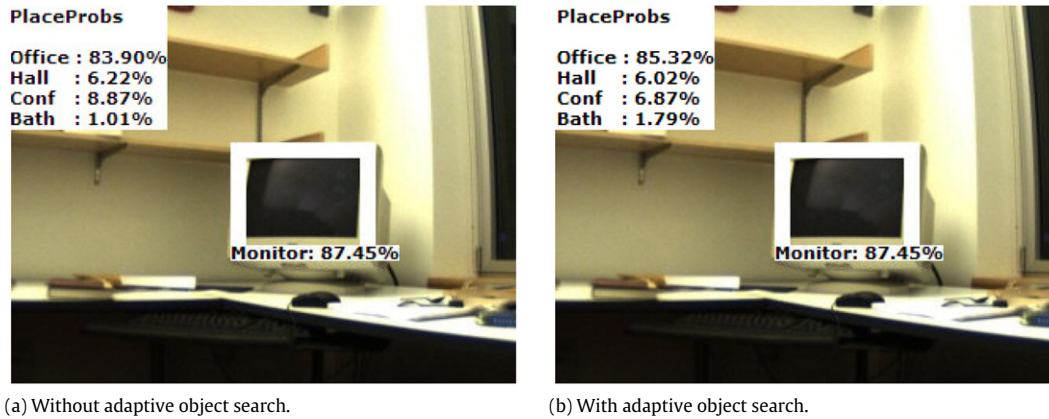 PlaceProbs
Office : 83.90%
Hall : 6.22%
Conf : 8.87%
Bath : 1.01%
Monitor: 87.45%
(a) Without adaptive object search.
PlaceProbs
Office : 85.32%
Hall : 6.02%
Conf : 6.87%
Bath : 1.79%
Monitor: 87.45%
(b) With adaptive object search.